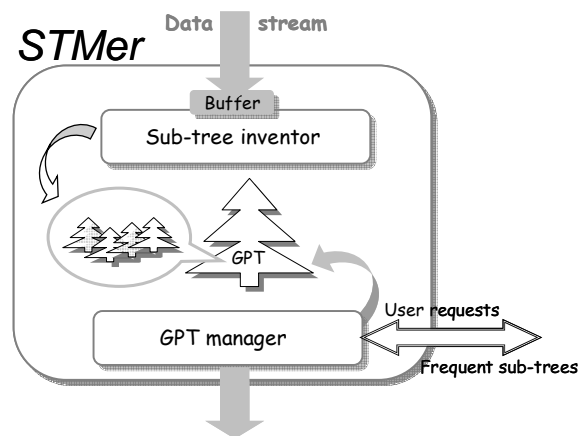 Data stream
STMer
Buffer
Sub-tree inventor
GPT
GPT manager
User requests
Frequent sub-trees